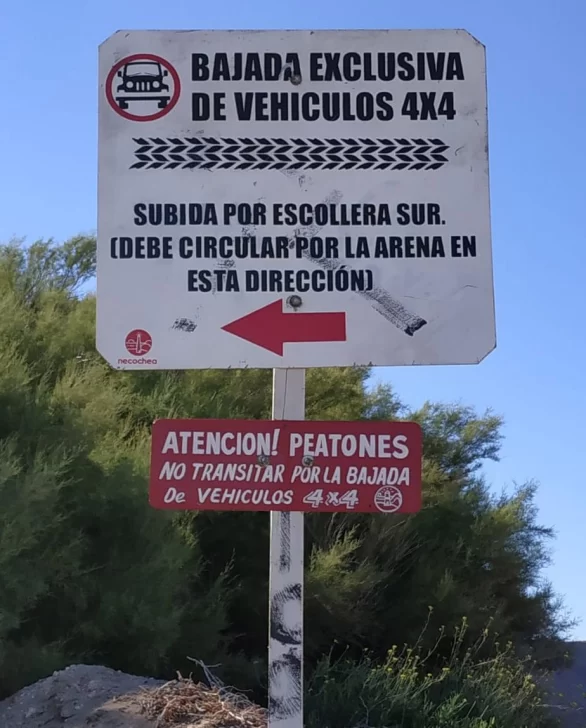 BAJADA EXCLUSIVA
DE VEHICULOS 4X4
SUBIDA POR ESCOLLERA SUR.
(DEBE CIRCULAR POR LA ARENA EN
ESTA DIRECCIÓN)
necochea
ATENCION! PEATONES
NO TRANSITAR POR LA BAJADA
De VEHICULOS 4x4